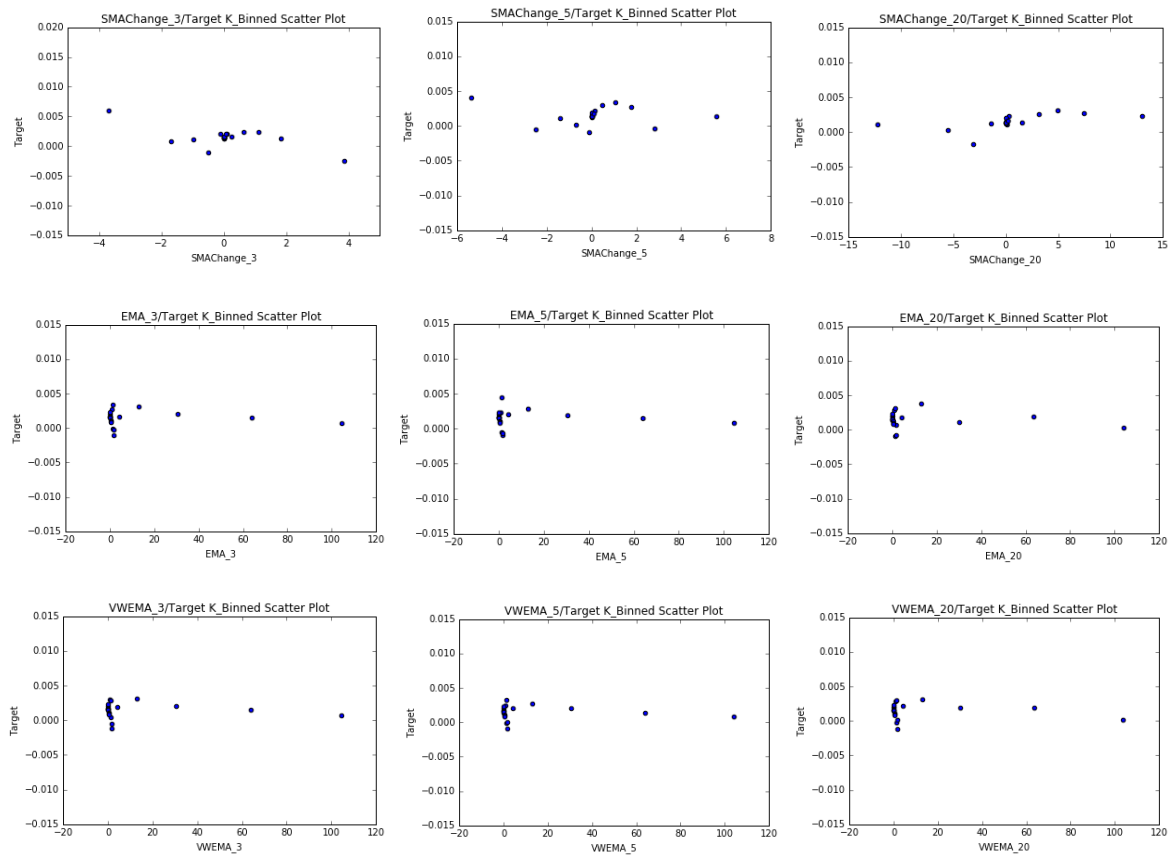 SMAChange_3/Target K_Binned Scatter Plot
0.020
0.015
0.010
0.005
0.000
−0.005
−0.010
−0.015
Target
−4 −2 0 2 4
SMAChange_3
SMAChange_5/Target K_Binned Scatter Plot
0.015
0.010
0.005
0.000
−0.005
−0.010
−0.015
Target
−6 −4 −2 0 2 4 6 8
SMAChange_5
SMAChange_20/Target K_Binned Scatter Plot
0.015
0.010
0.005
0.000
−0.005
−0.010
−0.015
Target
−15 −10 −5 0 5 10 15
SMAChange_20
EMA_3/Target K_Binned Scatter Plot
0.015
0.010
0.005
0.000
−0.005
−0.010
−0.015
Target
−20 0 20 40 60 80 100 120
EMA_3
EMA_5/Target K_Binned Scatter Plot
0.015
0.010
0.005
0.000
−0.005
−0.010
−0.015
Target
−20 0 20 40 60 80 100 120
EMA_5
EMA_20/Target K_Binned Scatter Plot
0.015
0.010
0.005
0.000
−0.005
−0.010
−0.015
Target
−20 0 20 40 60 80 100 120
EMA_20
VWEMA_3/Target K_Binned Scatter Plot
0.015
0.010
0.005
0.000
−0.005
−0.010
−0.015
Target
−20 0 20 40 60 80 100 120
VWEMA_3
VWEMA_5/Target K_Binned Scatter Plot
0.015
0.010
0.005
0.000
−0.005
−0.010
−0.015
Target
−20 0 20 40 60 80 100 120
VWEMA_5
VWEMA_20/Target K_Binned Scatter Plot
0.015
0.010
0.005
0.000
−0.005
−0.010
−0.015
Target
−20 0 20 40 60 80 100 120
VWEMA_20